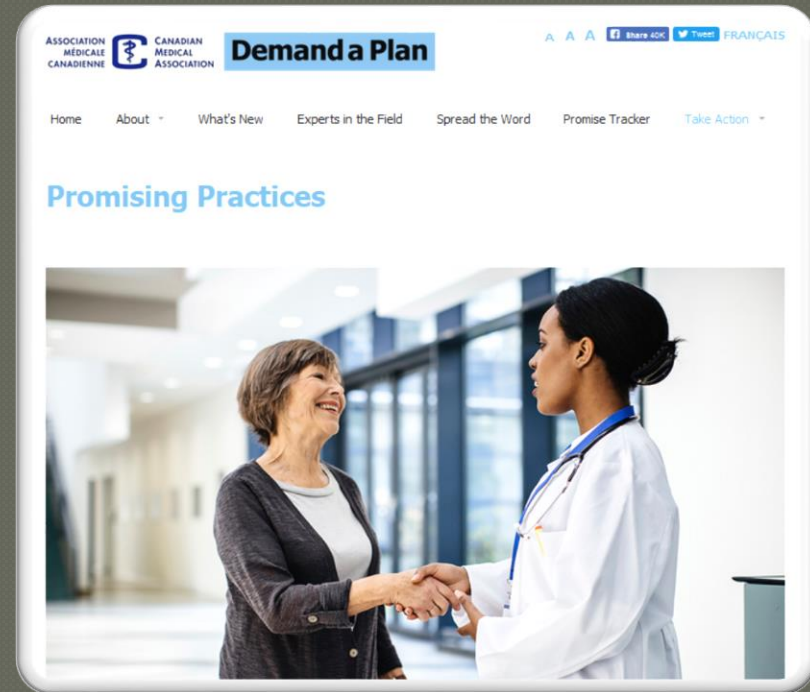 ASSOCIATION
MÉDICALE
CANADIENNE
CANADIAN
MEDICAL
ASSOCIATION
Demand a Plan
A A A Share 40K Tweet FRANÇAIS
Home About What's New Experts in the Field Spread the Word Promise Tracker Take Action
Promising Practices